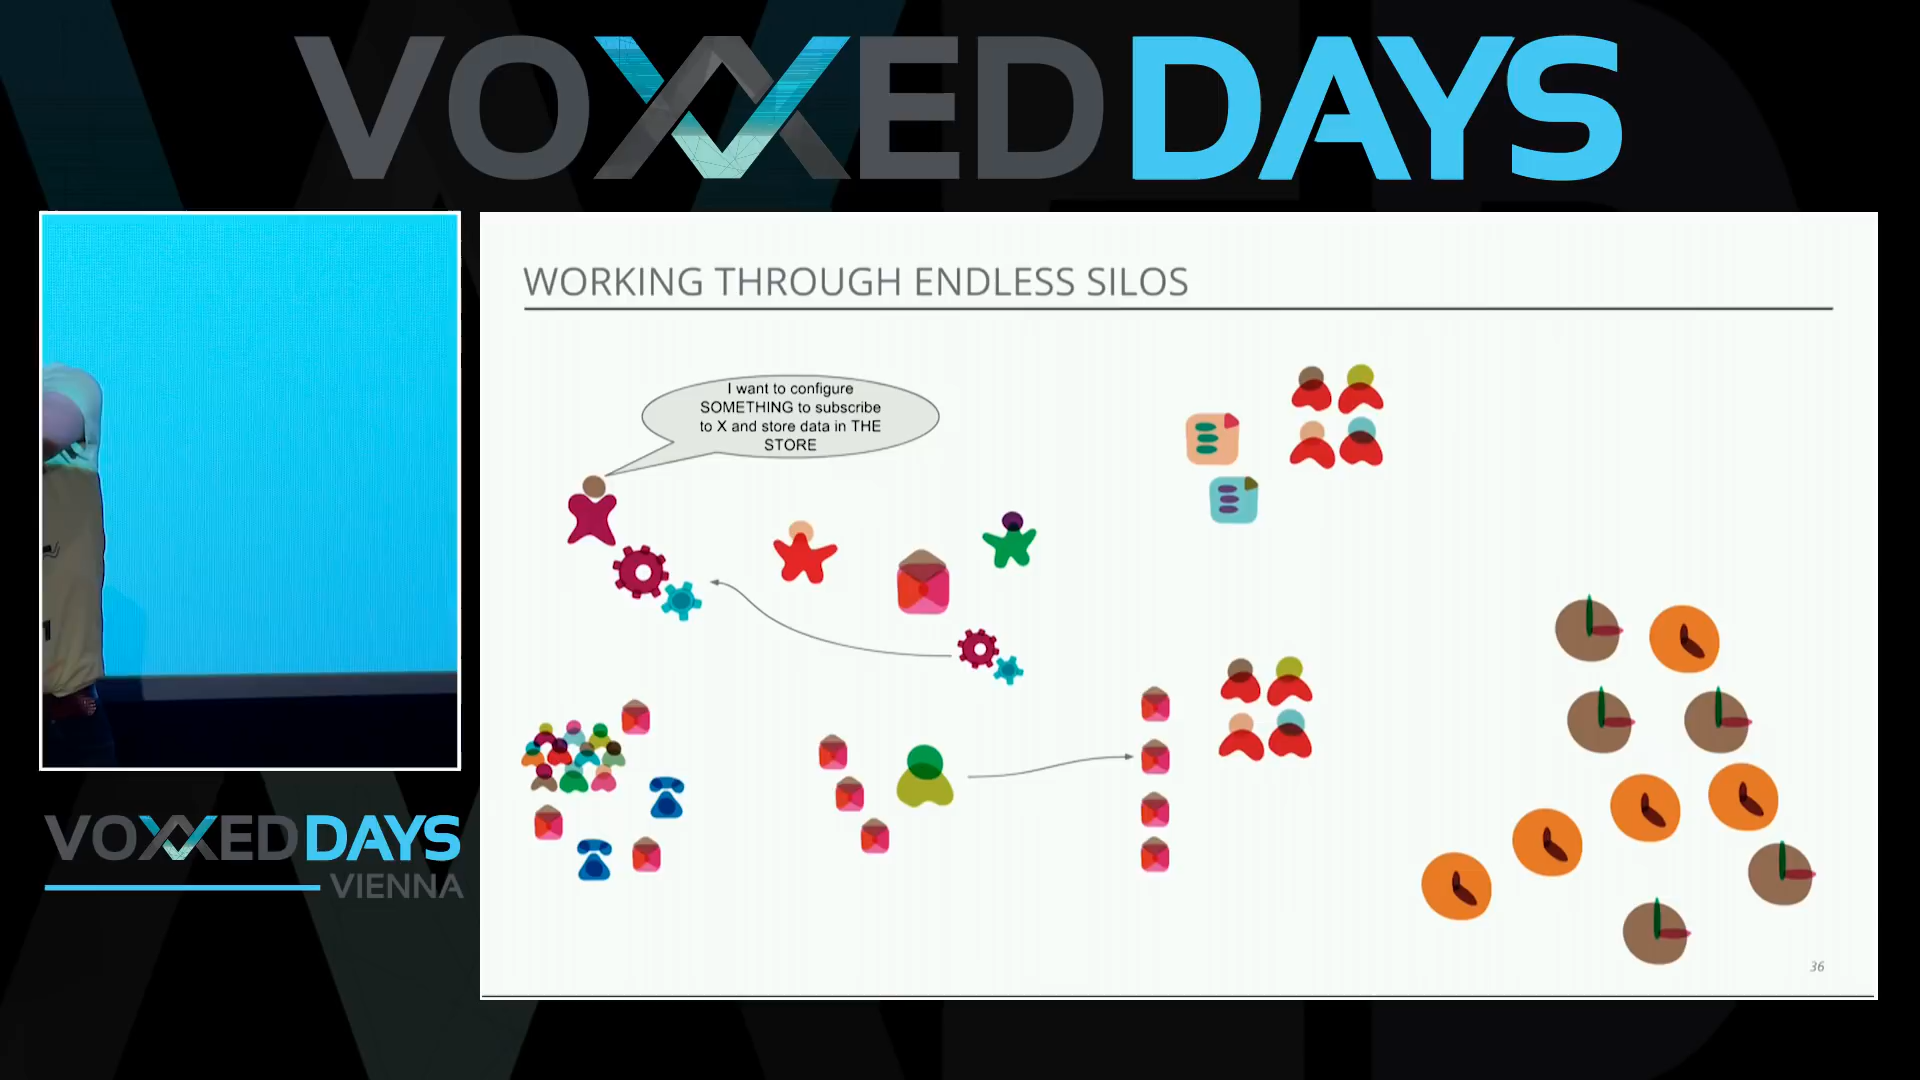 VOXXED DAYS
WORKING THROUGH ENDLESS SILOS
I want to configure
SOMETHING to subscribe
to X and store data in THE
STORE
VOXXED DAYS
VIENNA
36